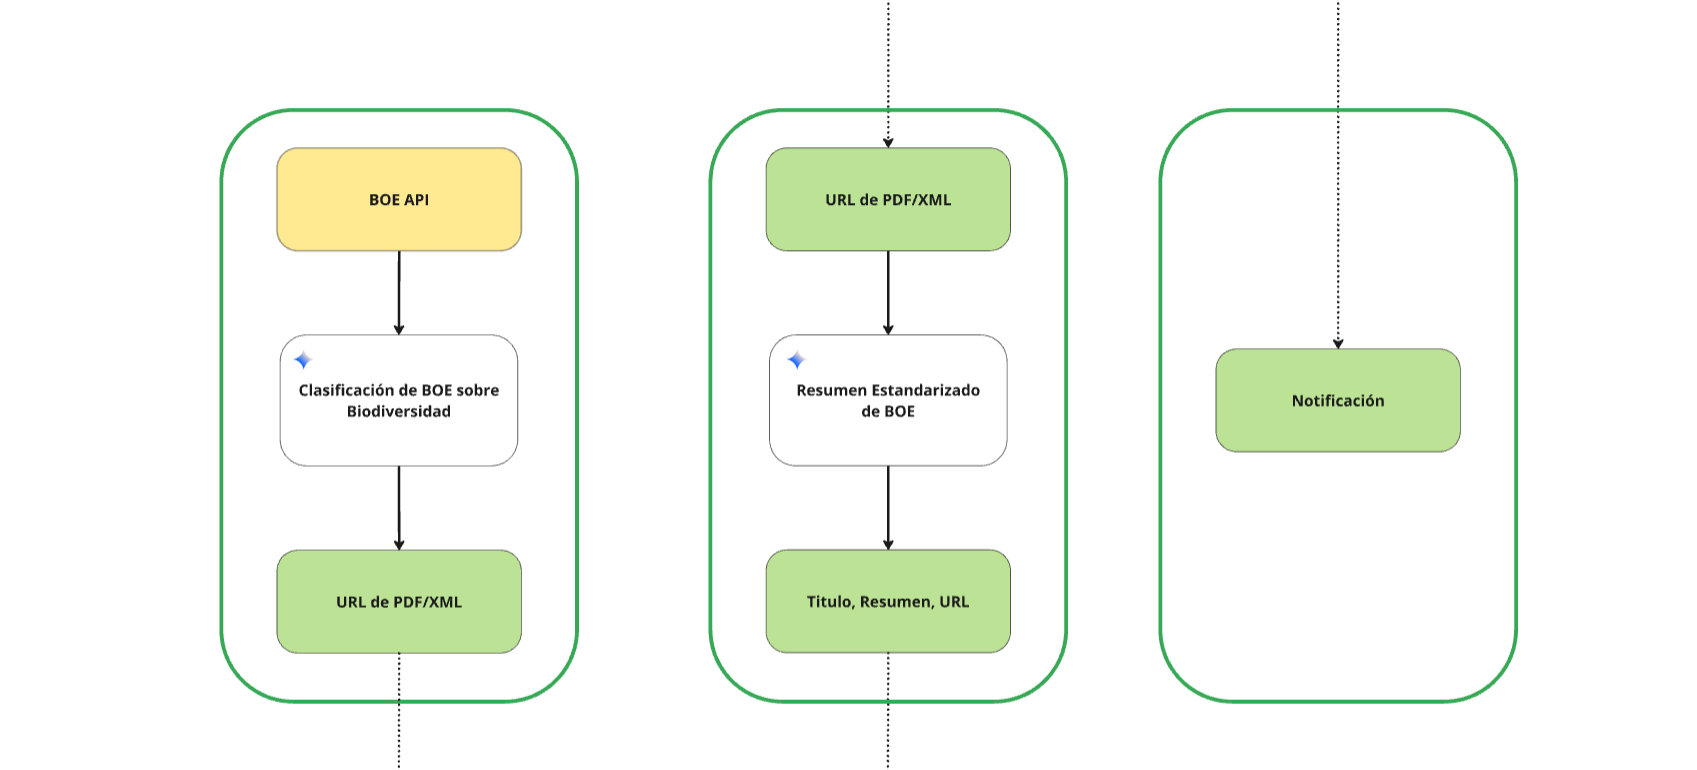 BOE API
Clasificación de BOE sobre
Biodiversidad
URL de PDF/XML
URL de PDF/XML
Resumen Estandarizado
de BOE
Titulo, Resumen, URL
Notificación